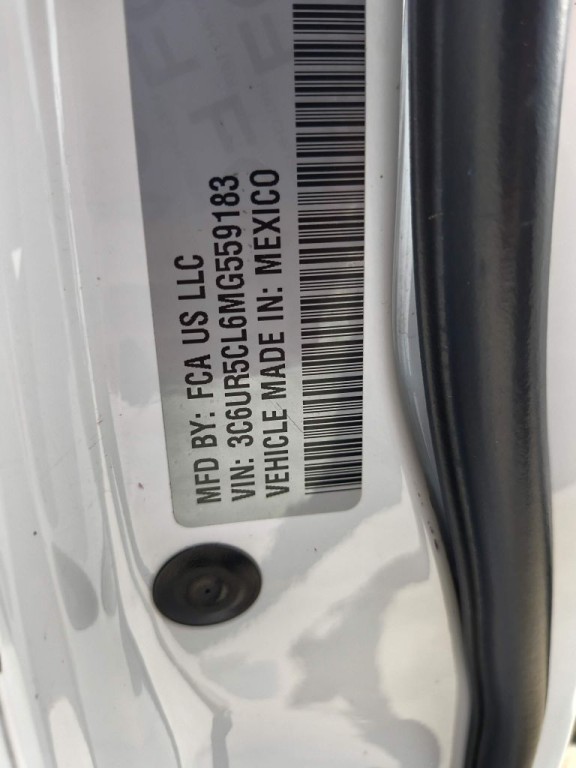 MFD BY: FCA US LLC
VIN: 3C6UR5CL6MG559183
VEHICLE MADE IN: MEXICO